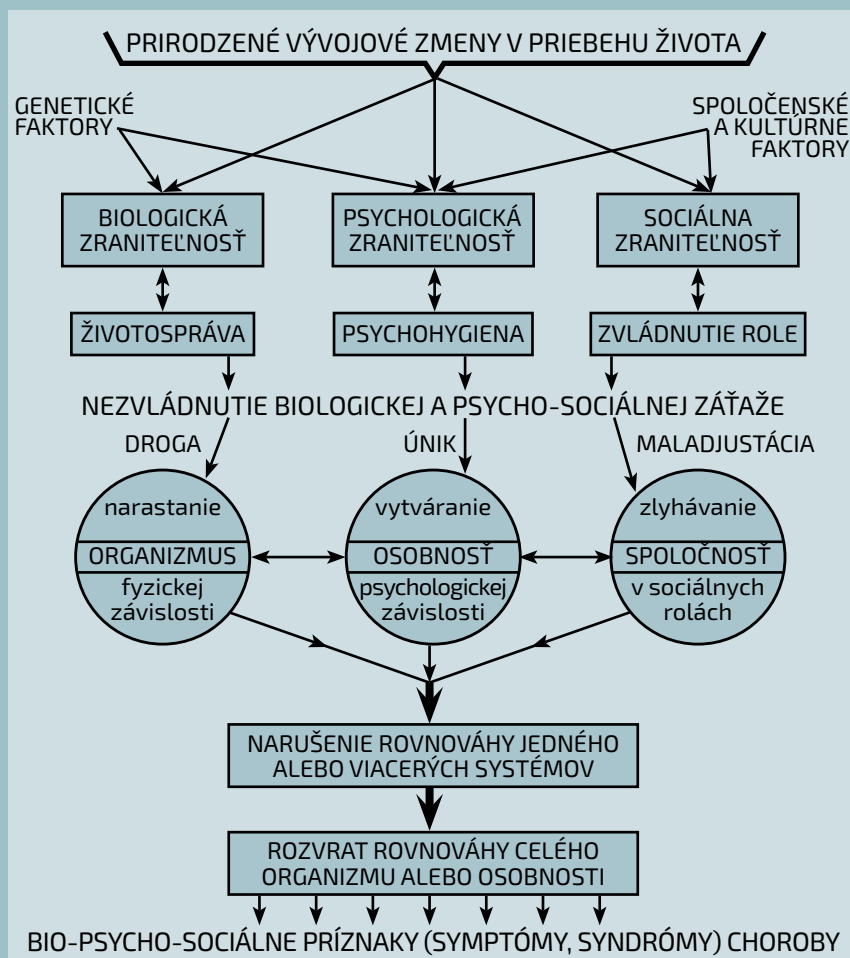 PRIRODZENÉ VÝVOJOVÉ ZMENY V PRIEBEHU ŽIVOTA
GENETICKÉ
FAKTORY
SPOLOČENSKÉ
A KULTÚRNE
FAKTORY
BIOLOGICKÁ
ZRANITEĽNOSŤ
PSYCHOLOGICKÁ
ZRANITEĽNOSŤ
SOCIÁLNA
ZRANITEĽNOSŤ
ŽIVOTOSPRÁVA
PSYCHOHYGIENA
ZVLÁDNUTIE ROLE
NEZVLÁDNUTIE BIOLOGICKEJ A PSYCHO-SOCIÁLNEJ ZÁŤAŽE
DROGA
ÚNIK
MALADJUSTÁCIA
narastanie
ORGANIZMUS
fyzickej
závislosti
vytváranie
OSOBNOSŤ
psychologickej
závislosti
zlyhávanie
SPOLOČNOSŤ
v sociálnych
rolách
NARUŠENIE ROVNOVÁHY JEDNÉHO
ALEBO VIACERÝCH SYSTÉMOV
ROZVRAT ROVNOVÁHY CELÉHO
ORGANIZMU ALEBO OSOBNOSTI
BIO-PSYCHO-SOCIÁLNE PRÍZNAKY (SYMPTÓMY, SYNDRÓMY) CHOROBY